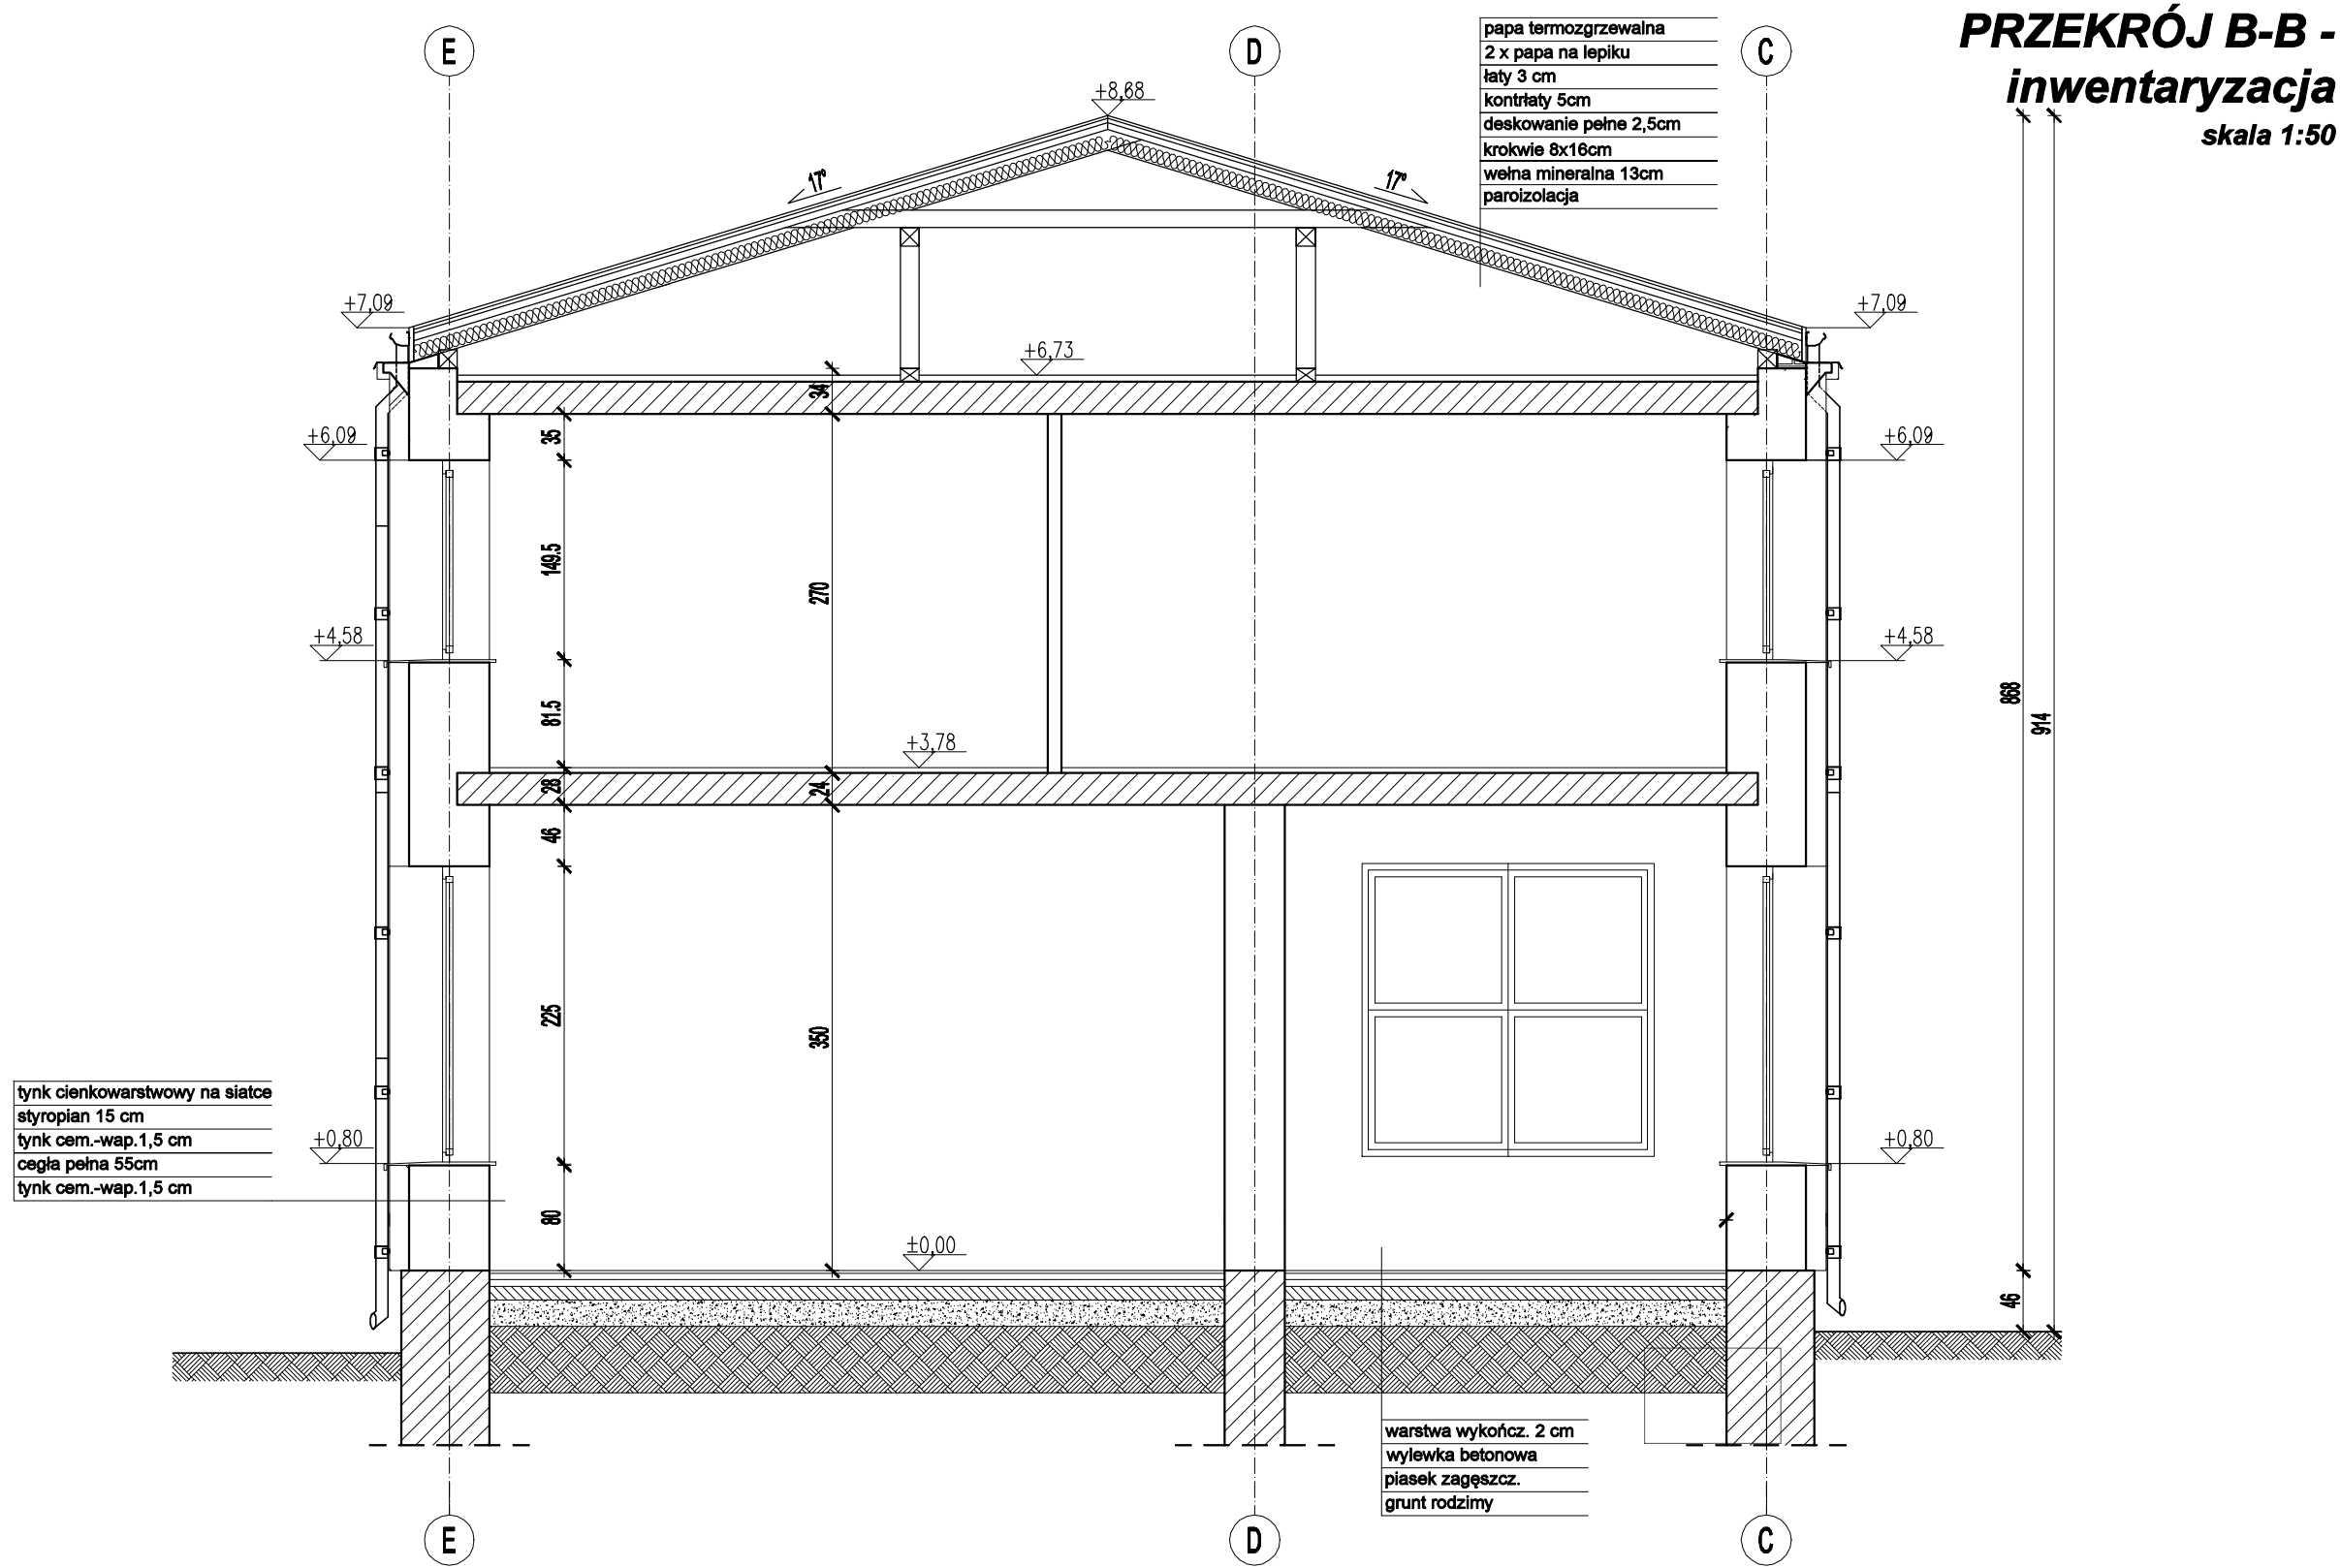 PRZEKRÓJ B-B -
inwentaryzacja
skala 1:50
E
D
C
papa termozgrzewalna
2 x papa na lepiku
łaty 3 cm
kontrłaty 5cm
deskowanie pełne 2,5cm
krokwie 8x16cm
wełna mineralna 13cm
paroizolacja
+8,68
17°
17°
+7,09
+7,09
+6,73
34
+6,09
35
+6,09
149.5
270
+4,58
+4,58
868
914
81.5
+3,78
28
24
46
225
350
tynk cienkowarstwowy na siatce
styropian 15 cm
tynk cem.-wap.1,5 cm
cegła pełna 55cm
tynk cem.-wap.1,5 cm
+0,80
+0,80
80
±0,00
46
warstwa wykończ. 2 cm
wylewka betonowa
piasek zagęszcz.
grunt rodzimy
E
D
C